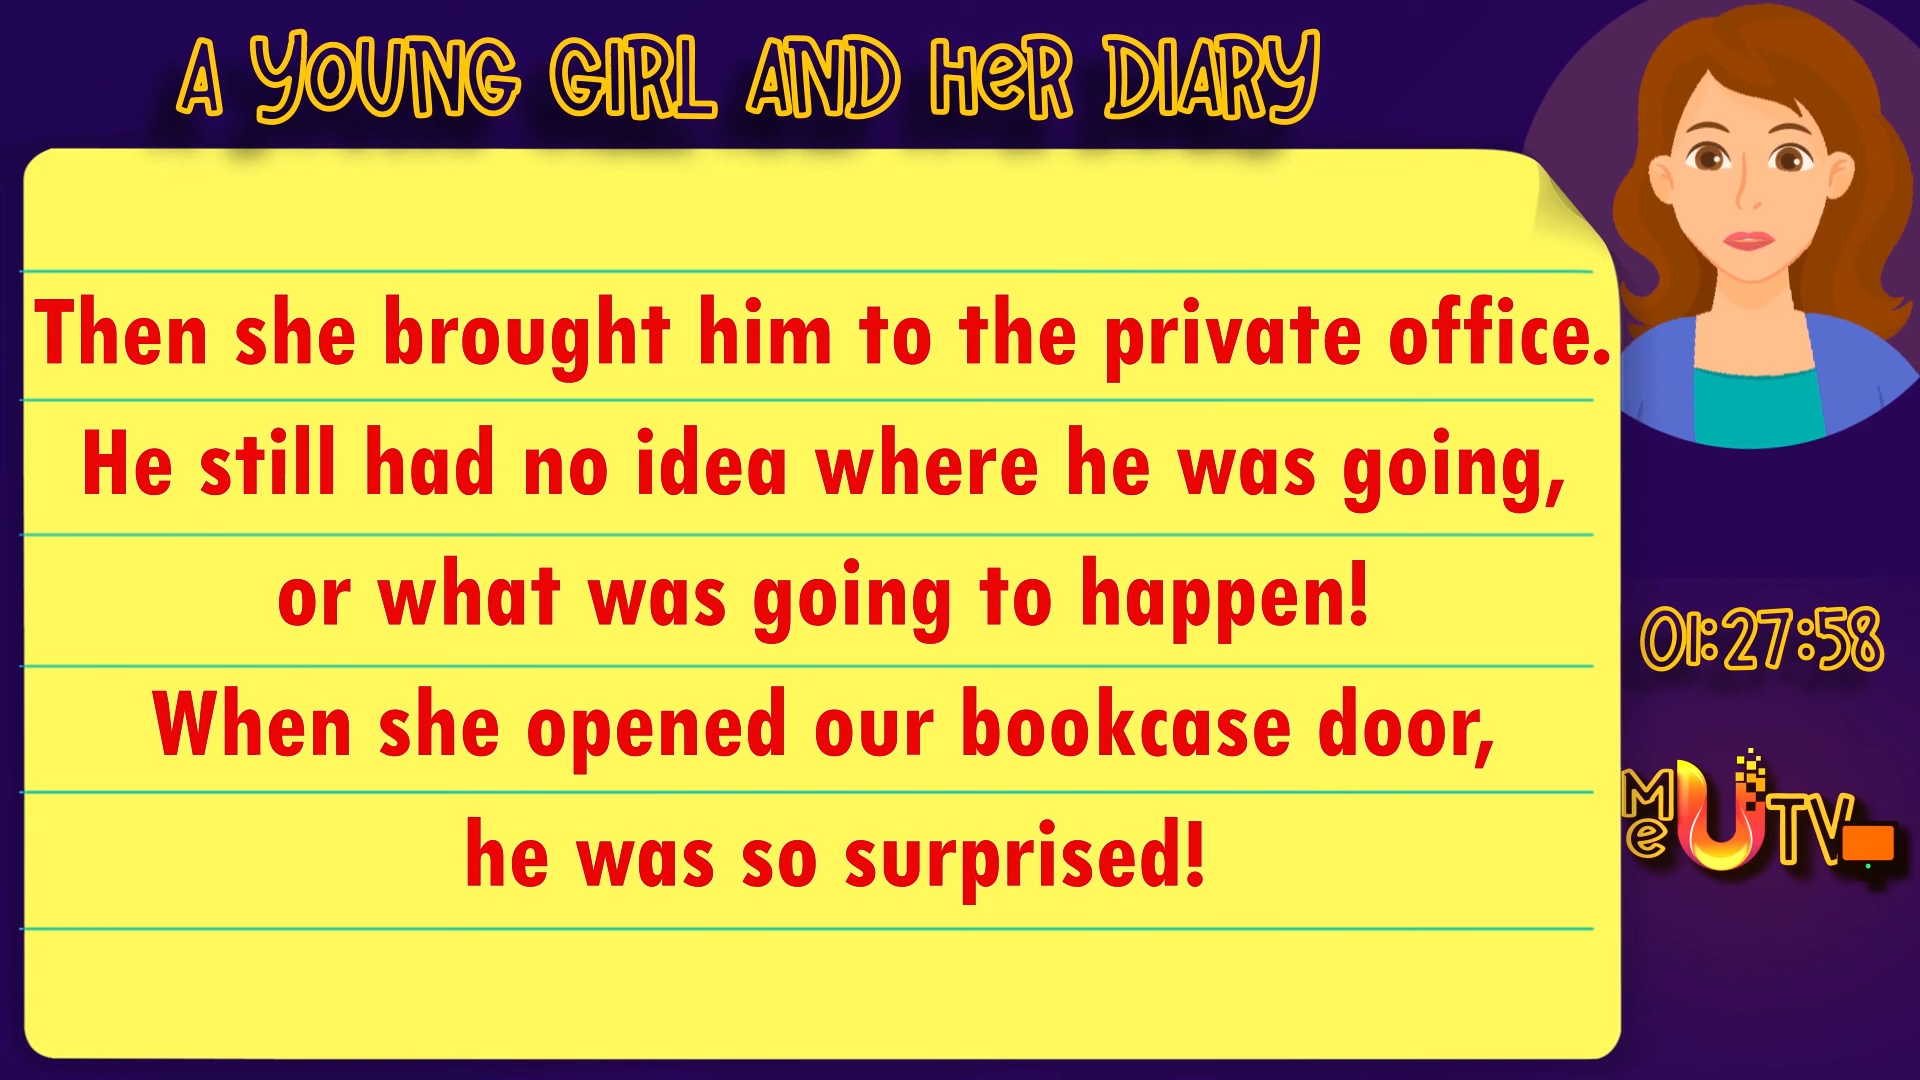 A YOUNG GIRL AND HeR DIARY
Then she brought him to the private office.
He still had no idea where he was going,
or what was going to happen!
When she opened our bookcase door,
he was so surprised!
01:27:58
Me U TV